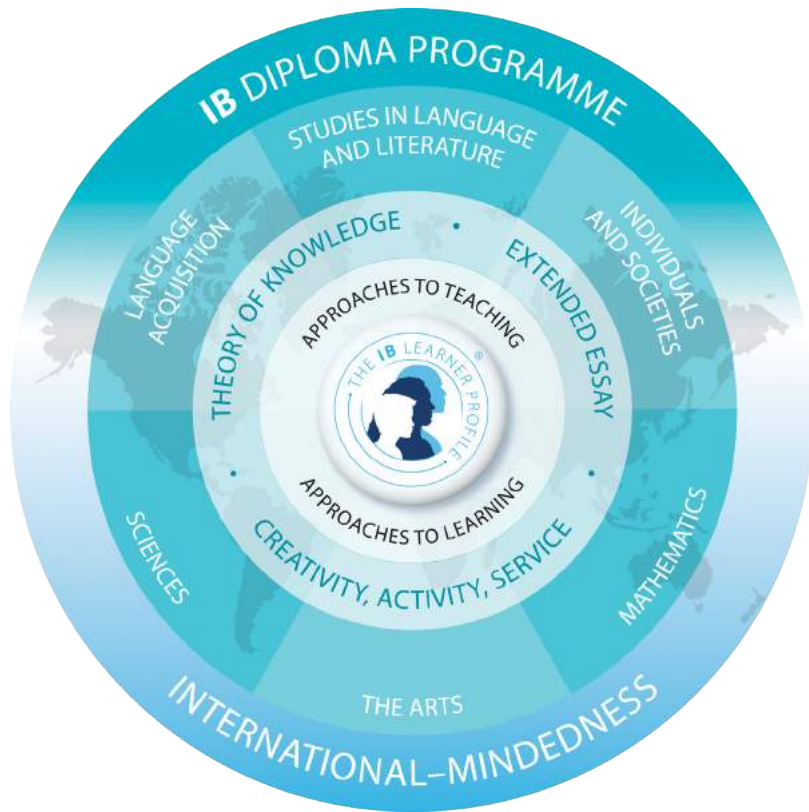 IB DIPLOMA PROGRAMME
STUDIES IN LANGUAGE
AND LITERATURE
LANGUAGE
ACQUISITION
INDIVIDUALS
AND SOCIETIES
THEORY OF KNOWLEDGE •
EXTENDED ESSAY •
APPROACHES TO TEACHING
THE IB LEARNER PROFILE ®
APPROACHES TO LEARNING
CREATIVITY, ACTIVITY, SERVICE •
SCIENCES
MATHEMATICS
THE ARTS
INTERNATIONAL–MINDEDNESS